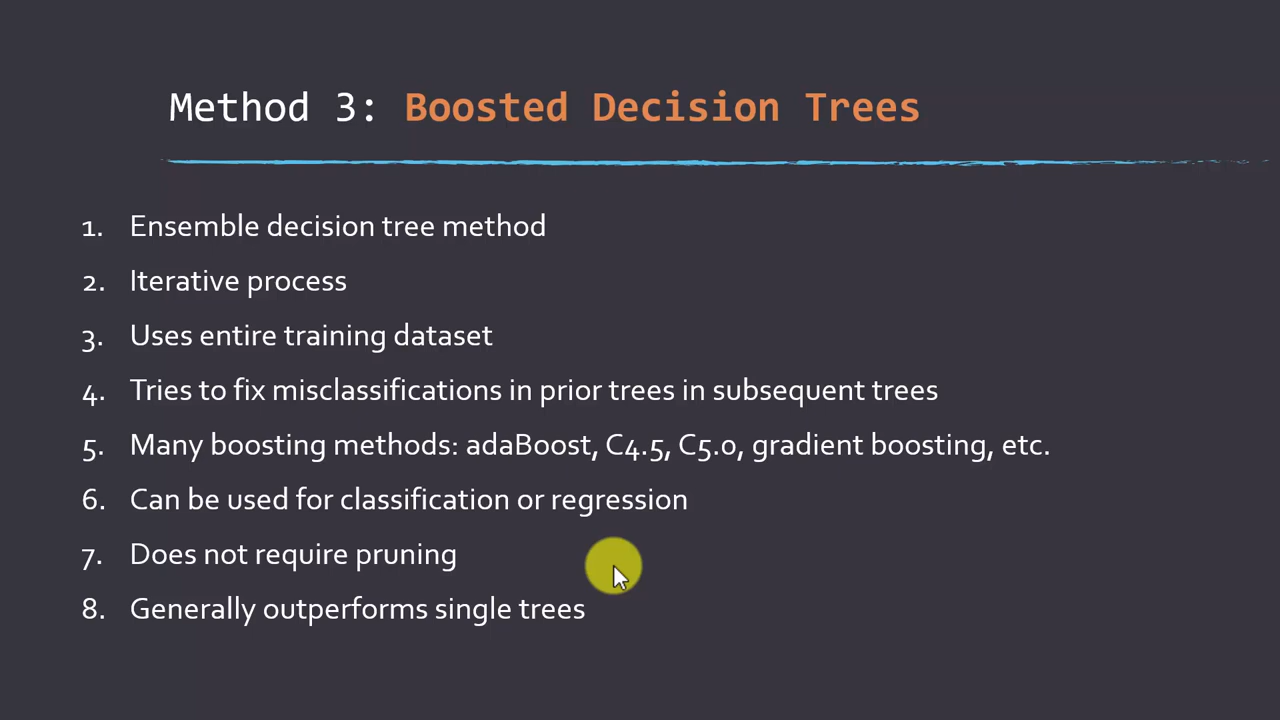 Method 3: Boosted Decision Trees
1. Ensemble decision tree method
2. Iterative process
3. Uses entire training dataset
4. Tries to fix misclassifications in prior trees in subsequent trees
5. Many boosting methods: adaBoost, C4.5, C5.0, gradient boosting, etc.
6. Can be used for classification or regression
7. Does not require pruning
8. Generally outperforms single trees